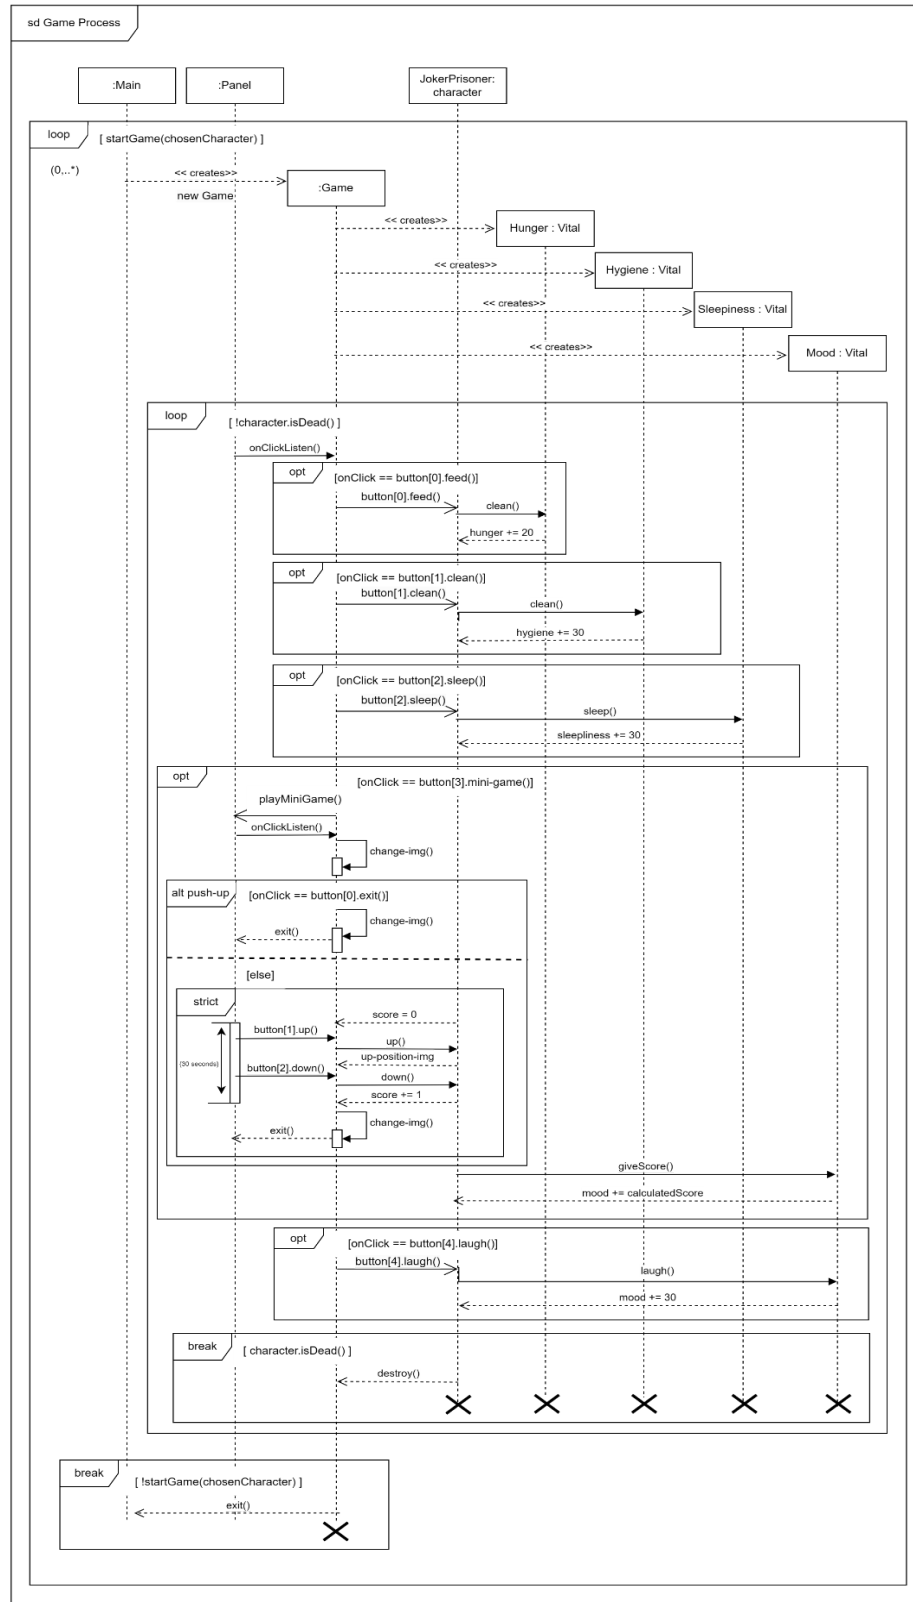 sd Game Process
:Main
:Panel
JokerPrisoner:
character
loop
[ startGame(chosenCharacter) ]
(0,..*)
<< creates>>
new Game
:Game
<< creates>>
Hunger : Vital
<< creates>>
Hygiene : Vital
<< creates>>
Sleepiness : Vital
<< creates>>
Mood : Vital
loop
[ !character.isDead() ]
onClickListen()
opt
[onClick == button[0].feed()]
button[0].feed()
clean()
hunger += 20
opt
[onClick == button[1].clean()]
button[1].clean()
clean()
hygiene += 30
opt
[onClick == button[2].sleep()]
button[2].sleep()
sleep()
sleepliness += 30
opt
[onClick == button[3].mini-game()]
playMiniGame()
onClickListen()
change-img()
alt push-up
[onClick == button[0].exit()]
change-img()
exit()
[else]
strict
score = 0
button[1].up()
up()
up-position-img
{30 seconds}
button[2].down()
down()
score += 1
change-img()
exit()
giveScore()
mood += calculatedScore
opt
[onClick == button[4].laugh()]
button[4].laugh()
laugh()
mood += 30
break
[ character.isDead() ]
destroy()
break
[ !startGame(chosenCharacter) ]
exit()